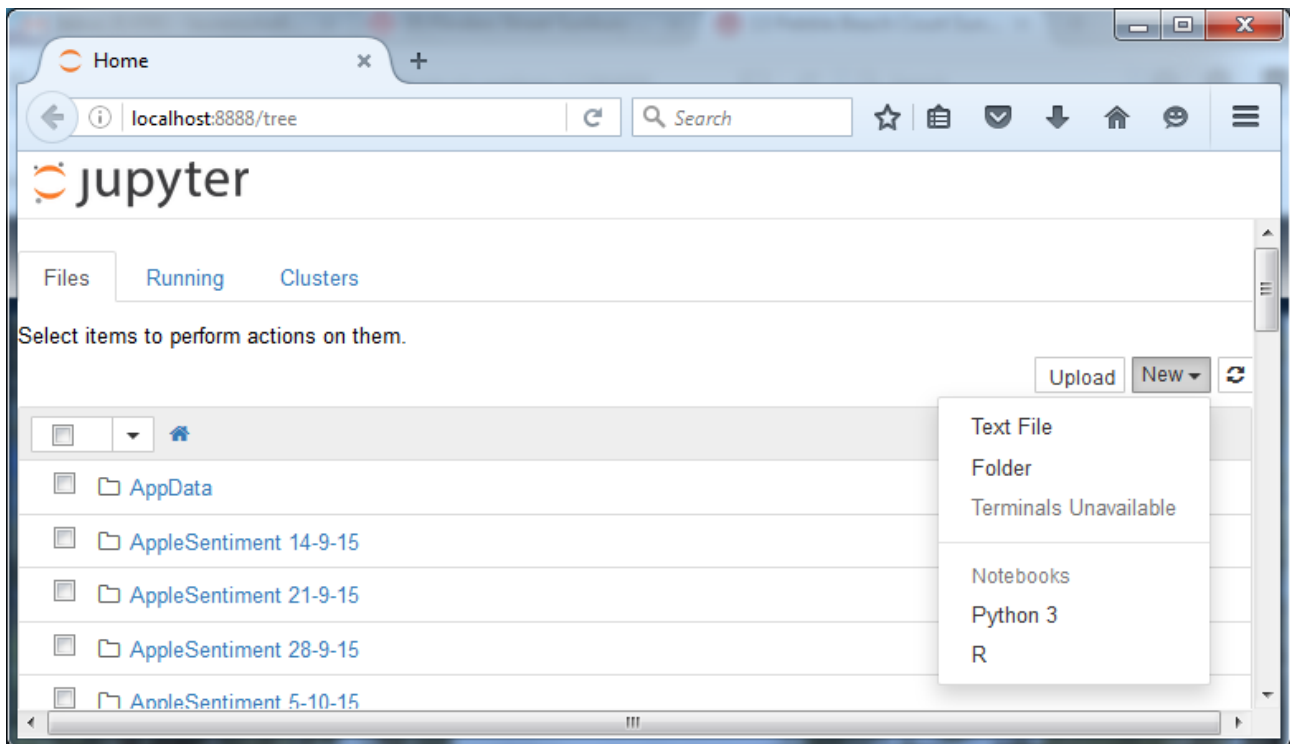 Home
localhost:8888/tree
Search
jupyter
Files Running Clusters
Select items to perform actions on them.
Upload New
Text File
Folder
Terminals Unavailable
Notebooks
Python 3
R
AppData
AppleSentiment 14-9-15
AppleSentiment 21-9-15
AppleSentiment 28-9-15
AppleSentiment 5-10-15